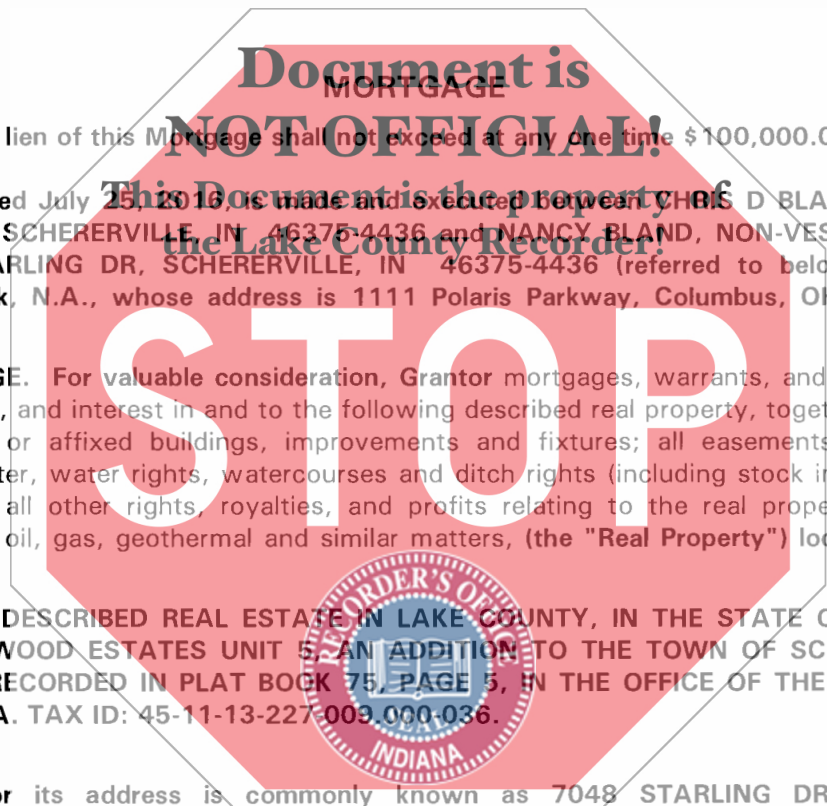 Document is
MORTGAGE
lien of this Mortgage shall not exceed at any one time $100,000.0
NOT OFFICIAL!
ed July 25, 2016, is made and executed between CHRIS D BLA
This Document is the property of
SCHERERVILLE, IN 46375-4436 and NANCY BLAND, NON-VES
the Lake County Recorder!
ARLING DR, SCHERERVILLE, IN 46375-4436 (referred to belo
k, N.A., whose address is 1111 Polaris Parkway, Columbus, OH
STOP
GE. For valuable consideration, Grantor mortgages, warrants, and
, and interest in and to the following described real property, toget
or affixed buildings, improvements and fixtures; all easements
ter, water rights, watercourses and ditch rights (including stock in
all other rights, royalties, and profits relating to the real prope
oil, gas, geothermal and similar matters, (the "Real Property") loc
RECORDER'S OFFICE
DESCRIBED REAL ESTATE IN LAKE COUNTY, IN THE STATE O
WOOD ESTATES UNIT 5, AN ADDITION TO THE TOWN OF SC
RECORDED IN PLAT BOOK 75, PAGE 5, IN THE OFFICE OF THE
A. TAX ID: 45-11-13-227-009.000-036.
SEAL
INDIANA
or its address is commonly known as 7048 STARLING DR